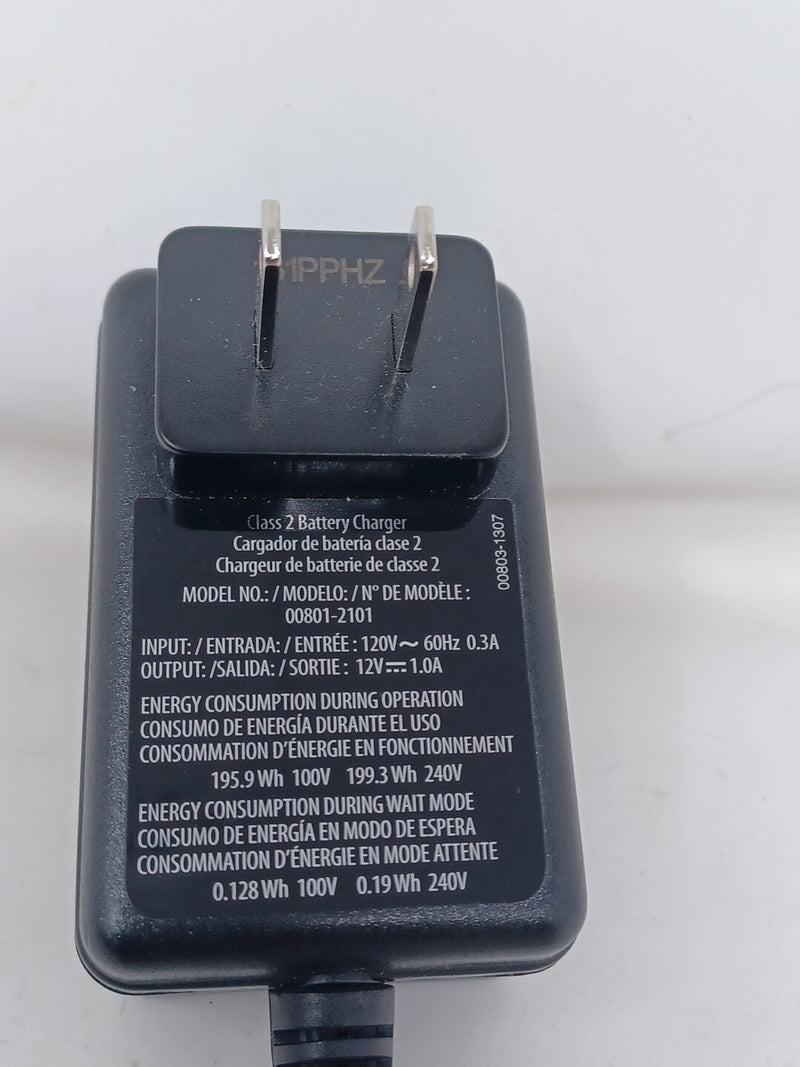 Class 2 Battery Charger
Cargador de batería clase 2
Chargeur de batterie de classe 2
MODEL NO.: / MODELO: / N° DE MODÈLE :
00801-2101
INPUT: / ENTRADA: / ENTRÉE : 120V~ 60Hz 0.3A
OUTPUT: /SALIDA: / SORTIE : 12V⎓1.0A
ENERGY CONSUMPTION DURING OPERATION
CONSUMO DE ENERGÍA DURANTE EL USO
CONSOMMATION D'ÉNERGIE EN FONCTIONNEMENT
195.9 Wh 100V 199.3 Wh 240V
ENERGY CONSUMPTION DURING WAIT MODE
CONSUMO DE ENERGÍA EN MODO DE ESPERA
CONSOMMATION D'ÉNERGIE EN MODE ATTENTE
0.128 Wh 100V 0.19 Wh 240V
00803-1307